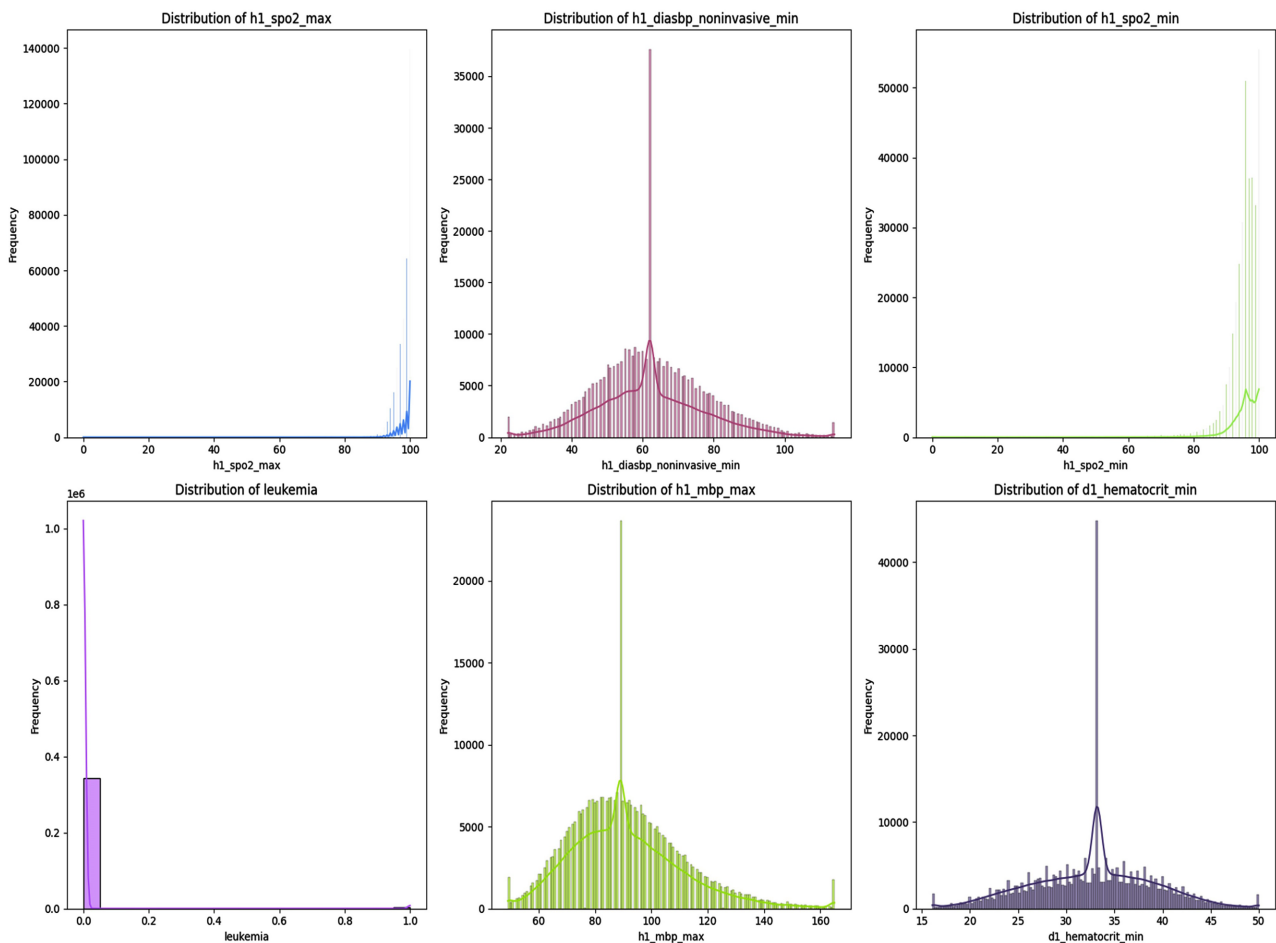 Distribution of h1_spo2_max
140000
120000
100000
80000
60000
40000
20000
0
Frequency
0 20 40 60 80 100
h1_spo2_max
Distribution of h1_diasbp_noninvasive_min
35000
30000
25000
20000
15000
10000
5000
0
Frequency
20 40 60 80 100
h1_diasbp_noninvasive_min
Distribution of h1_spo2_min
50000
40000
30000
20000
10000
0
Frequency
0 20 40 60 80 100
h1_spo2_min
Distribution of leukemia
1e6
1.0
0.8
0.6
0.4
0.2
0.0
Frequency
0.0 0.2 0.4 0.6 0.8 1.0
leukemia
Distribution of h1_mbp_max
20000
15000
10000
5000
0
Frequency
60 80 100 120 140 160
h1_mbp_max
Distribution of d1_hematocrit_min
40000
30000
20000
10000
0
Frequency
15 20 25 30 35 40 45 50
d1_hematocrit_min